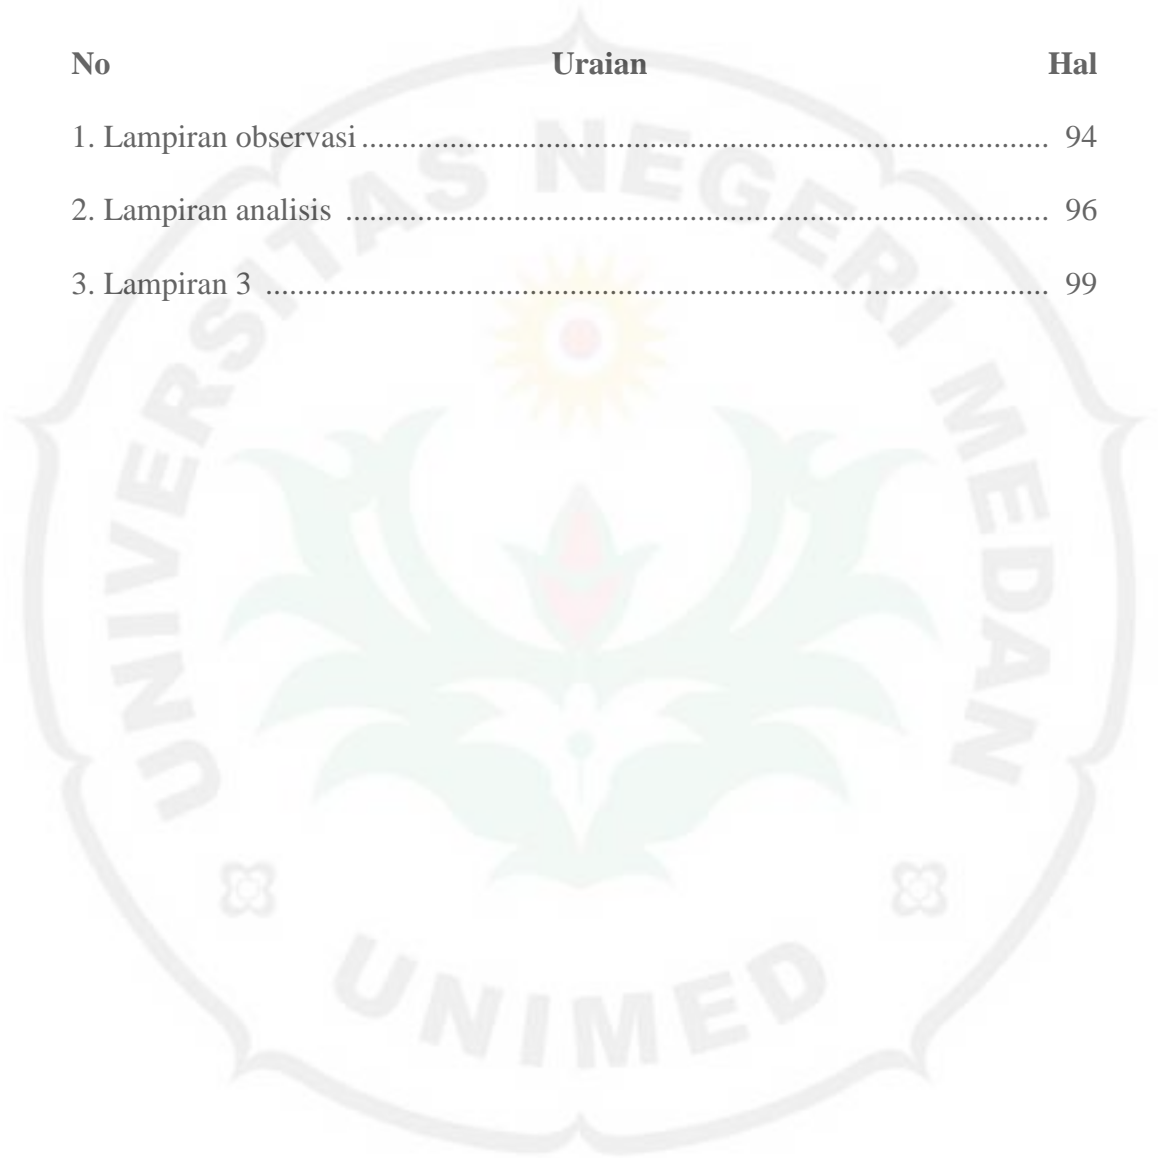 No Uraian Hal
1. Lampiran observasi ........................................................................................ 94
2. Lampiran analisis .......................................................................................... 96
3. Lampiran 3 .................................................................................................... 99
UNIVERSITAS NEGERI MEDAN
UNIMED